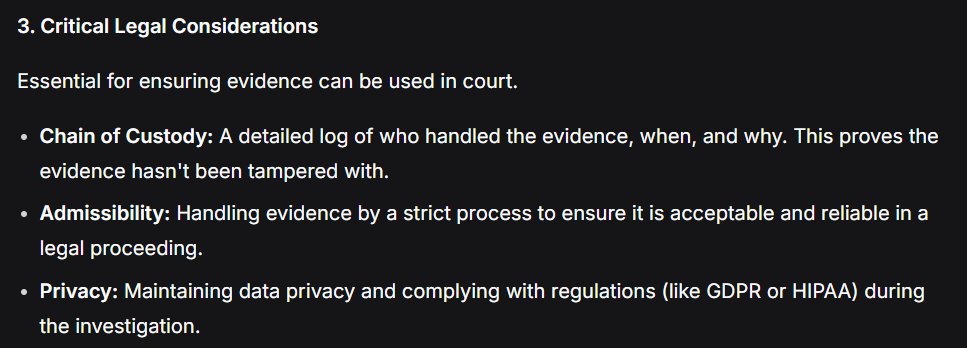 3. Critical Legal Considerations
Essential for ensuring evidence can be used in court.
• Chain of Custody: A detailed log of who handled the evidence, when, and why. This proves the
evidence hasn't been tampered with.
• Admissibility: Handling evidence by a strict process to ensure it is acceptable and reliable in a
legal proceeding.
• Privacy: Maintaining data privacy and complying with regulations (like GDPR or HIPAA) during
the investigation.